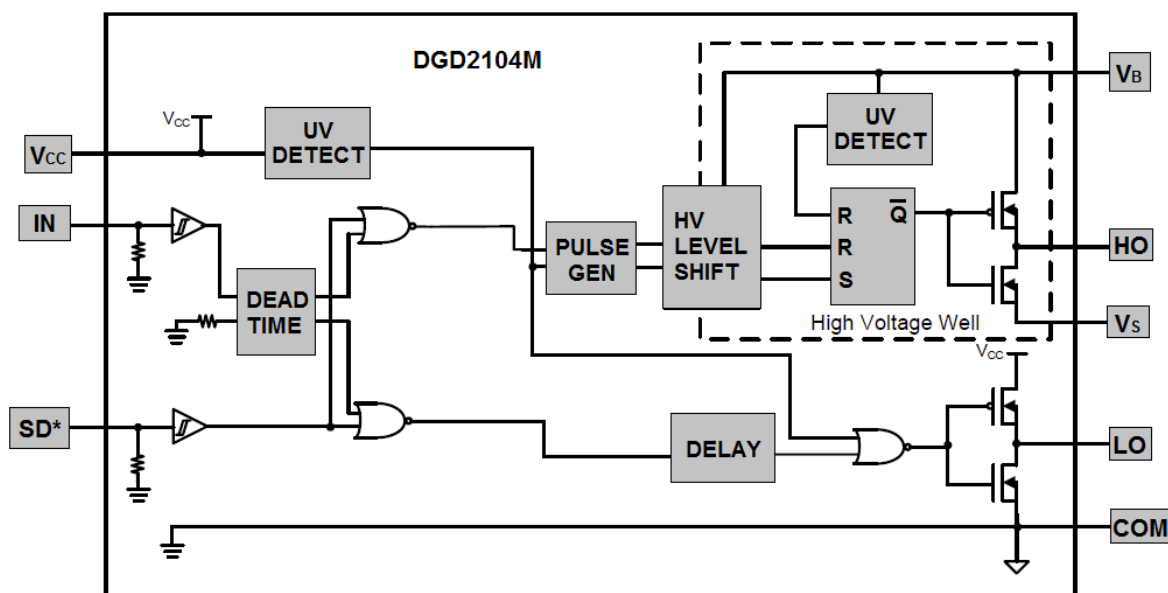 DGD2104M
VB
VCC
UV
DETECT
UV
DETECT
VCC
IN
HV
LEVEL
SHIFT
R Q̅
R
S
PULSE
GEN
HO
DEAD
TIME
High Voltage Well
VS
VCC
SD*
DELAY
LO
COM